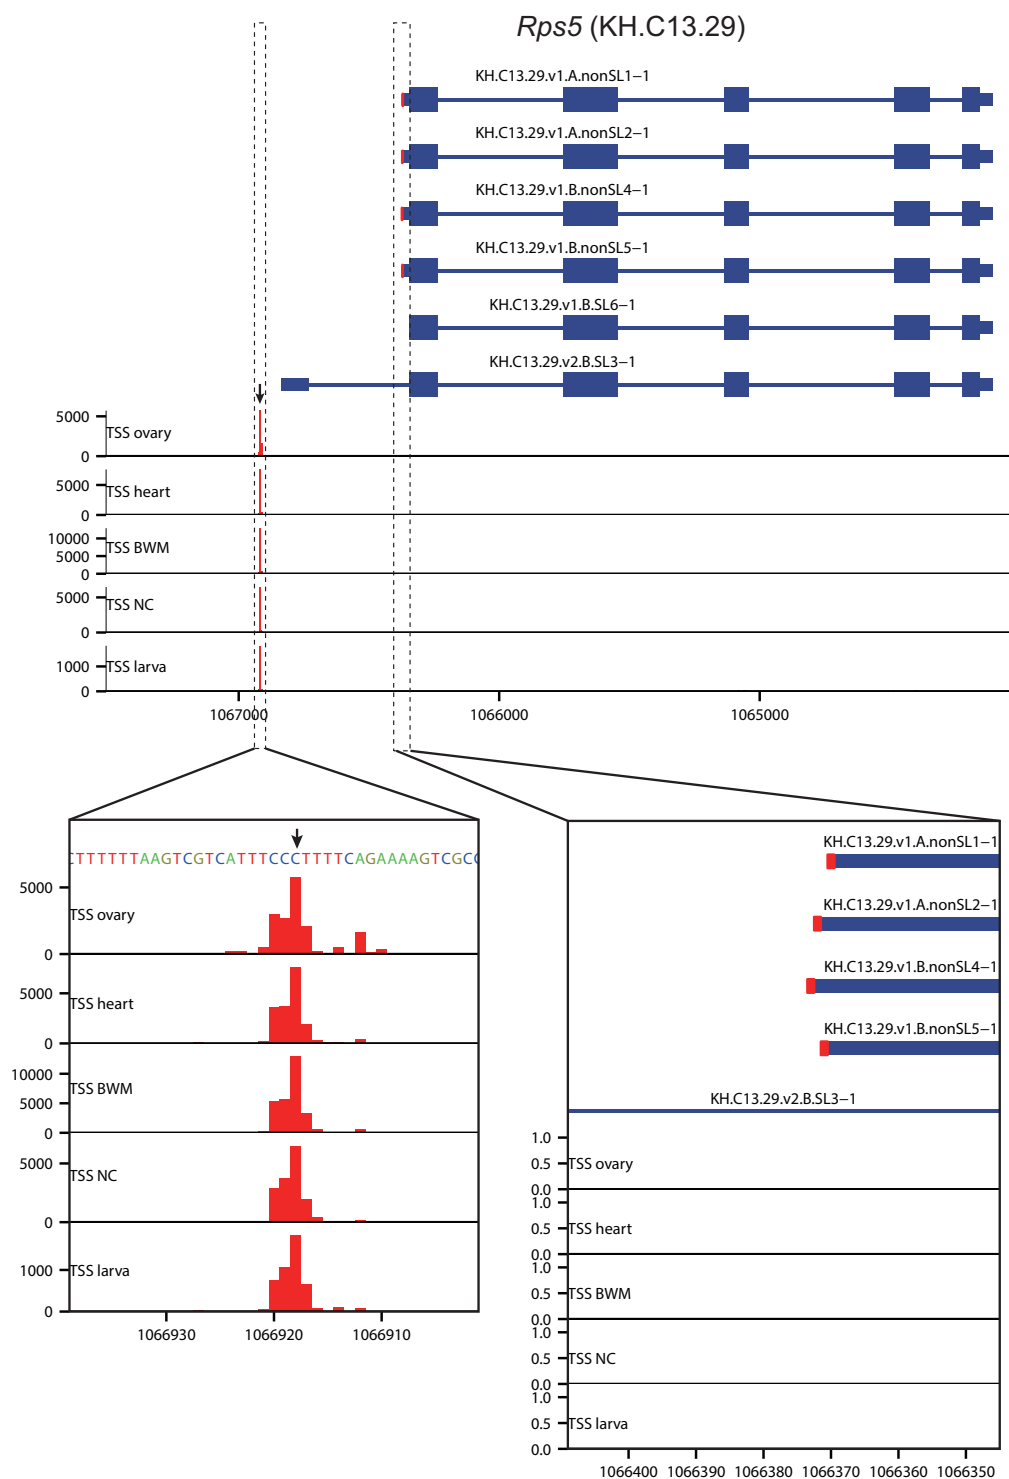 Rps5 (KH.C13.29)
KH.C13.29.v1.A.nonSL1−1
KH.C13.29.v1.A.nonSL2−1
KH.C13.29.v1.B.nonSL4−1
KH.C13.29.v1.B.nonSL5−1
KH.C13.29.v1.B.SL6−1
KH.C13.29.v2.B.SL3−1
5000
TSS ovary
0
5000
TSS heart
0
10000
TSS BWM
5000
0
5000
TSS NC
0
1000
TSS larva
0
1067000 1066000 1065000
CTTTTTTAAGTCGTCATTTCCCTTTTCAGAAAAGTCGCC
5000
TSS ovary
0
5000
TSS heart
0
10000
TSS BWM
5000
0
5000
TSS NC
0
TSS larva
1000
0
1066930 1066920 1066910
KH.C13.29.v1.A.nonSL1−1
KH.C13.29.v1.A.nonSL2−1
KH.C13.29.v1.B.nonSL4−1
KH.C13.29.v1.B.nonSL5−1
KH.C13.29.v2.B.SL3−1
1.0
0.5 TSS ovary
0.0
1.0
0.5 TSS heart
0.0
1.0
0.5 TSS BWM
0.0
1.0
0.5 TSS NC
0.0
1.0
0.5 TSS larva
0.0
1066400 1066390 1066380 1066370 1066360 1066350